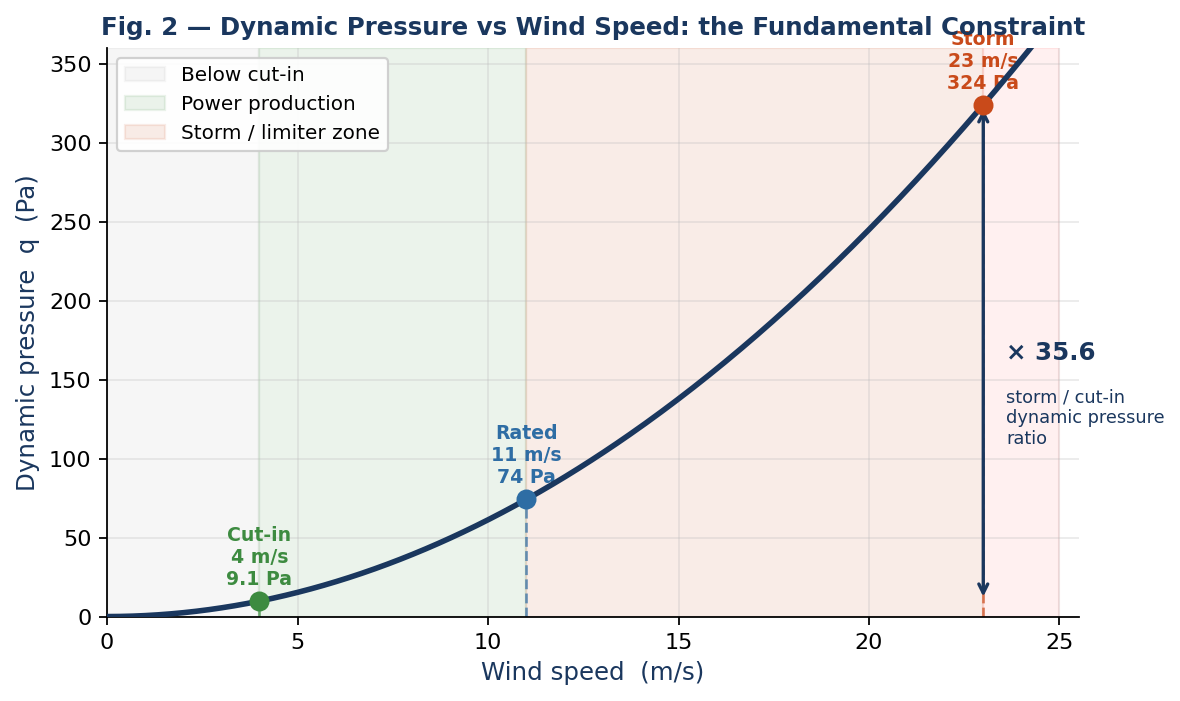 Fig. 2 — Dynamic Pressure vs Wind Speed: the Fundamental Constraint
Below cut-in
Power production
Storm / limiter zone
Storm
23 m/s
324 Pa
× 35.6
storm / cut-in
dynamic pressure
ratio
Rated
11 m/s
74 Pa
Cut-in
4 m/s
9.1 Pa
Dynamic pressure q (Pa)
350
300
250
200
150
100
50
0
0 5 10 15 20 25
Wind speed (m/s)